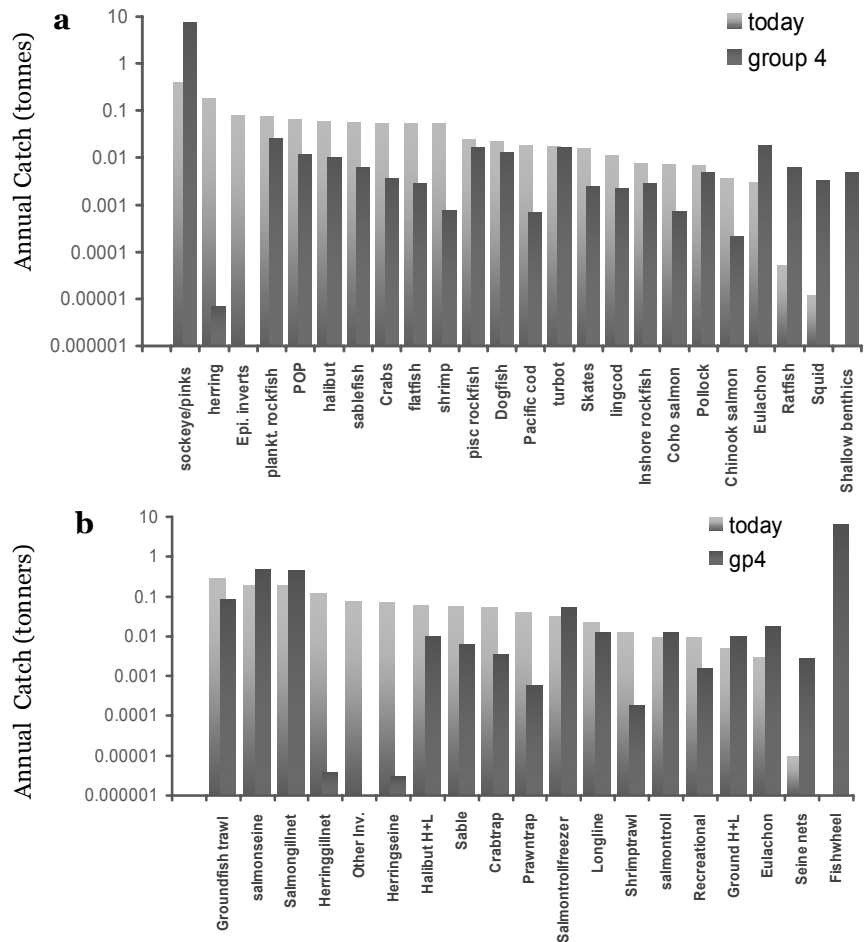 a
Annual Catch (tonnes)
10
1
0.1
0.01
0.001
0.0001
0.00001
0.000001
today
group 4
sockeye/pinks
herring
Epi. inverts
plankt. rockfish
POP
halibut
sablefish
Crabs
flatfish
shrimp
pisc rockfish
Dogfish
Pacific cod
turbot
Skates
lingcod
Inshore rockfish
Coho salmon
Pollock
Chinook salmon
Eulachon
Ratfish
Squid
Shallow benthics
b
Annual Catch (tonners)
10
1
0.1
0.01
0.001
0.0001
0.00001
0.000001
today
gp4
Groundfish trawl
salmonseine
Salmongillnet
Herringgillnet
Other Inv.
Herringseine
Halibut H+L
Sable
Crabtrap
Prawntrap
Salmontrollfreezer
Longline
Shrimptrawl
salmontroll
Recreational
Ground H+L
Eulachon
Seine nets
Fishwheel